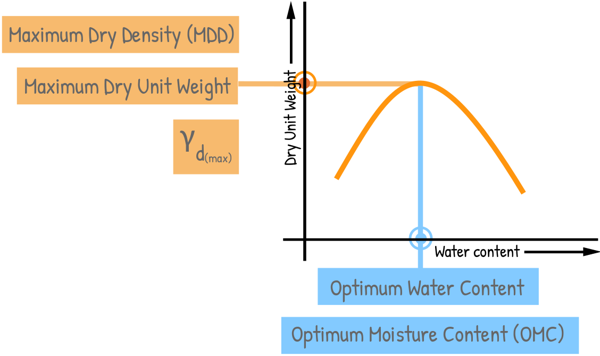 Maximum Dry Density (MDD)
Maximum Dry Unit Weight
γd(max)
Dry Unit Weight
Water content
Optimum Water Content
Optimum Moisture Content (OMC)